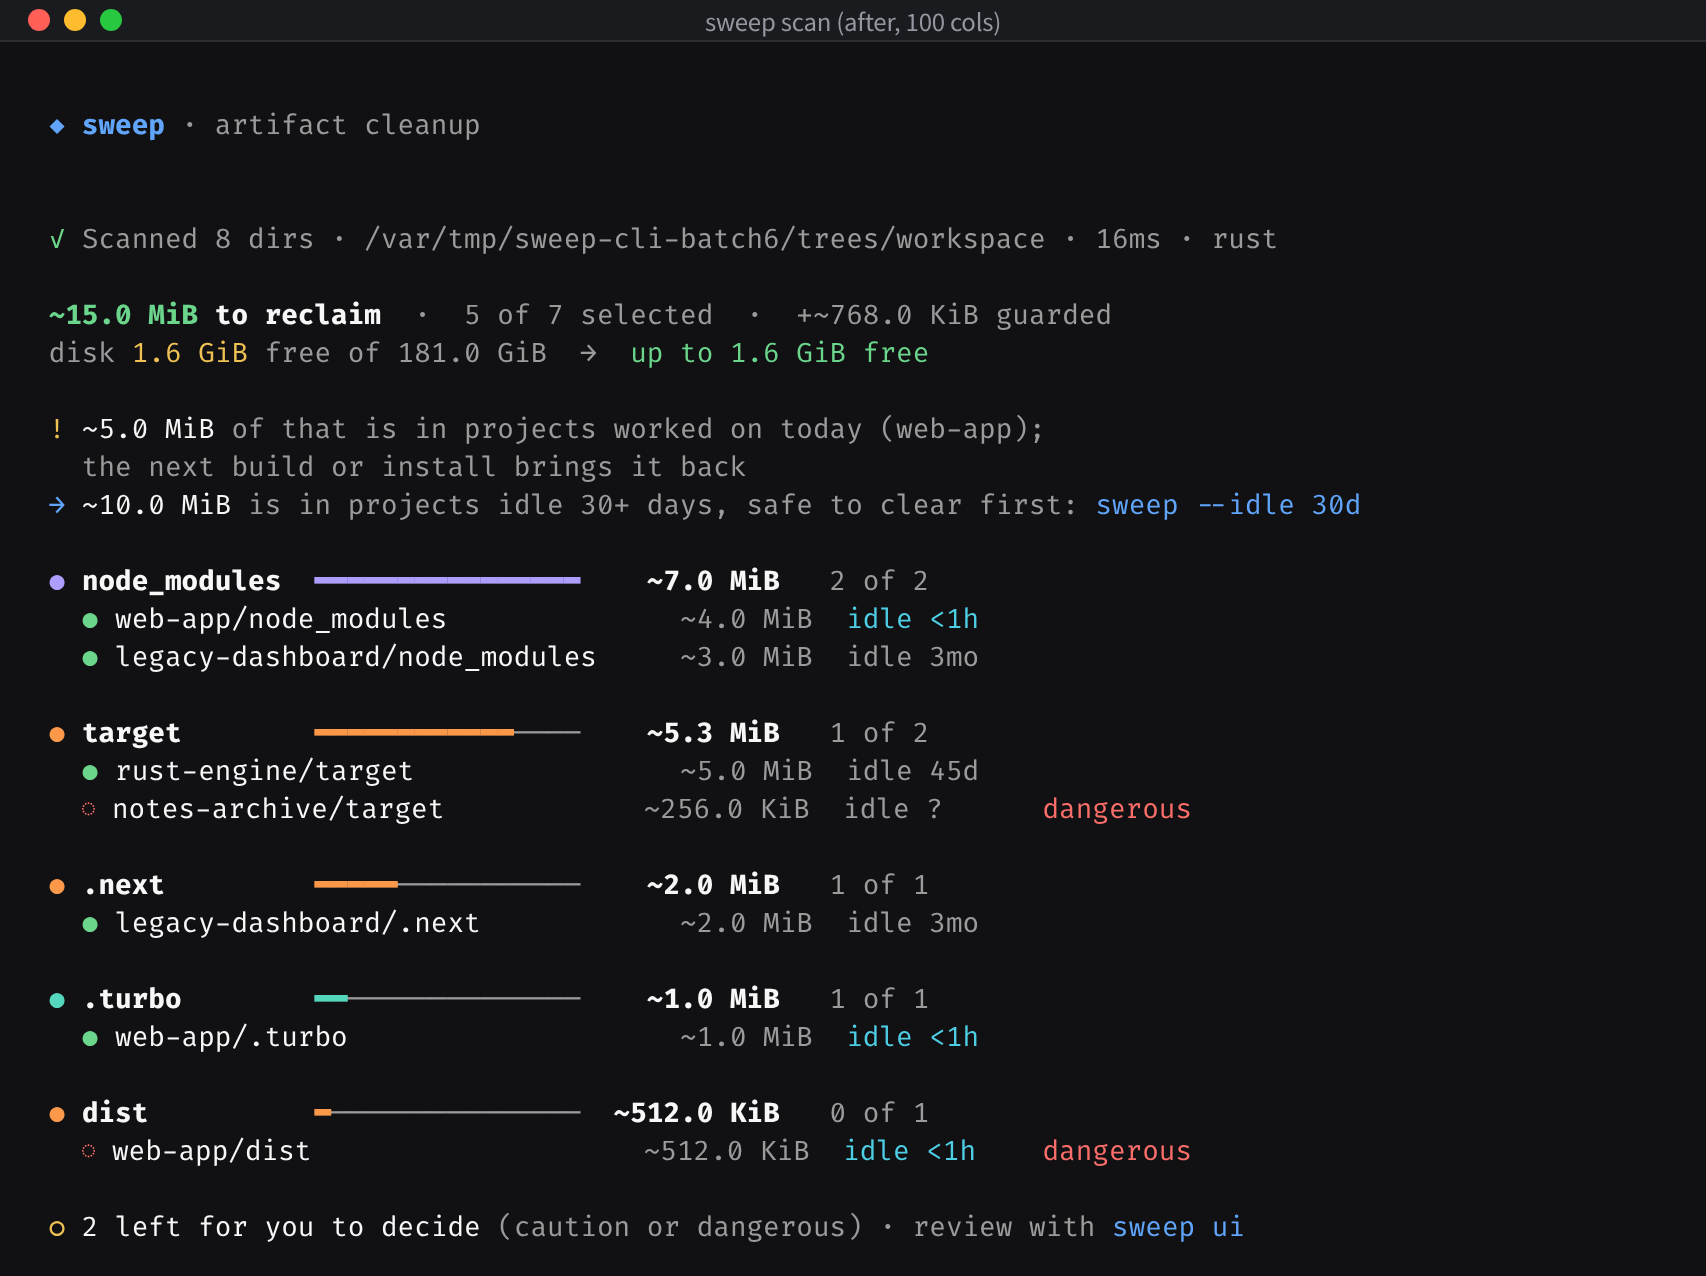 sweep scan (after, 100 cols)
◆ sweep · artifact cleanup
√ Scanned 8 dirs · /var/tmp/sweep-cli-batch6/trees/workspace · 16ms · rust
~15.0 MiB to reclaim · 5 of 7 selected · +~768.0 KiB guarded
disk 1.6 GiB free of 181.0 GiB → up to 1.6 GiB free
! ~5.0 MiB of that is in projects worked on today (web-app);
the next build or install brings it back
→ ~10.0 MiB is in projects idle 30+ days, safe to clear first: sweep --idle 30d
● node_modules ~7.0 MiB 2 of 2
● web-app/node_modules ~4.0 MiB idle <1h
● legacy-dashboard/node_modules ~3.0 MiB idle 3mo
● target ~5.3 MiB 1 of 2
● rust-engine/target ~5.0 MiB idle 45d
◌ notes-archive/target ~256.0 KiB idle ? dangerous
● .next ~2.0 MiB 1 of 1
● legacy-dashboard/.next ~2.0 MiB idle 3mo
● .turbo ~1.0 MiB 1 of 1
● web-app/.turbo ~1.0 MiB idle <1h
● dist ~512.0 KiB 0 of 1
◌ web-app/dist ~512.0 KiB idle <1h dangerous
○ 2 left for you to decide (caution or dangerous) · review with sweep ui